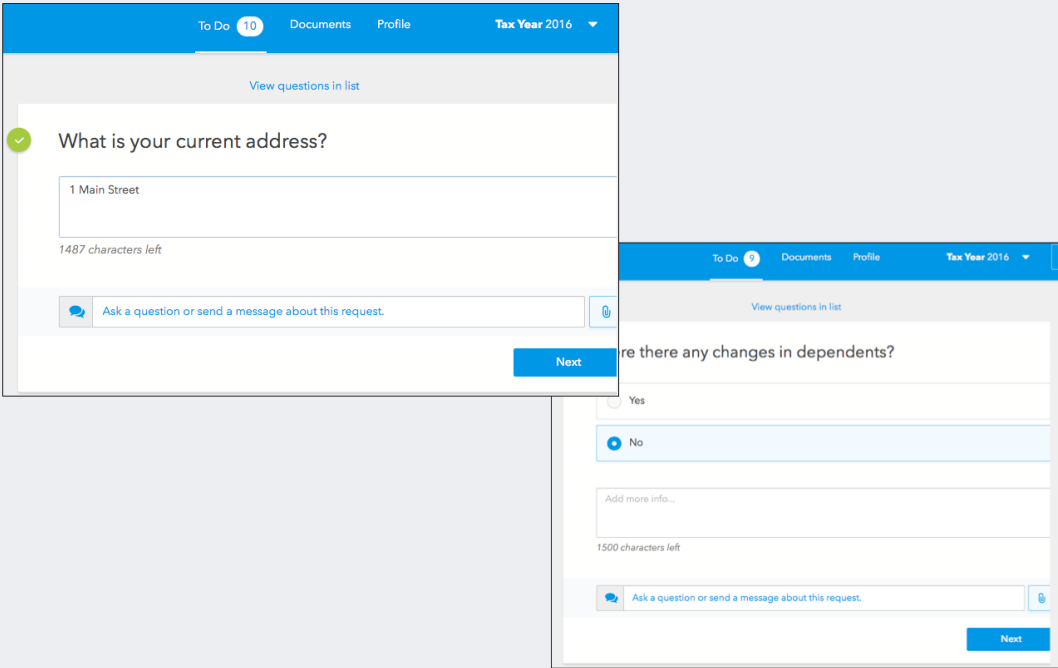 To Do 10 Documents Profile Tax Year 2016
View questions in list
What is your current address?
1 Main Street
1487 characters left
Ask a question or send a message about this request.
Next
To Do 9 Documents Profile Tax Year 2016
View questions in list
there any changes in dependents?
Yes
No
Add more info...
1500 characters left
Ask a question or send a message about this request.
Next